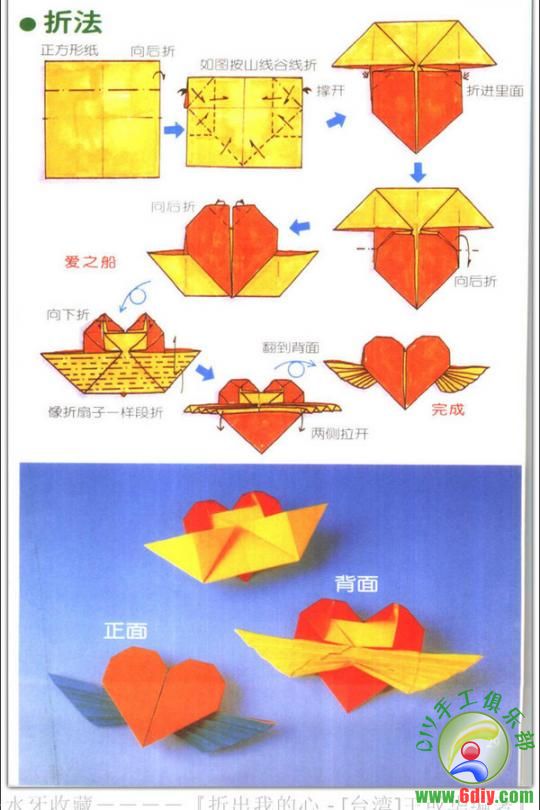 ● 折法
正方形纸
向后折
如图按山线谷线折
撑开
折进里面
向后折
向后折
爱之船
向下折
像折扇子一样段折
翻到背面
两侧拉开
完成
背面
正面
DIY手工俱乐部
www.6diy.com
水牙收藏－－－－－『折出我的心 - [台湾]